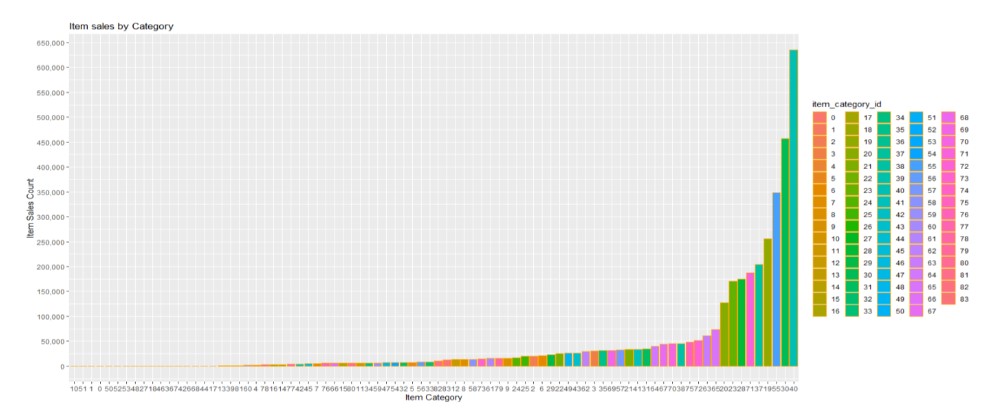 Item sales by Category
650,000
600,000
550,000
500,000
450,000
400,000
350,000
300,000
250,000
200,000
150,000
100,000
50,000
0
Item Sales Count
Item Category
item_category_id
0 17 34 51 68
1 18 35 52 69
2 19 36 53 70
3 20 37 54 71
4 21 38 55 72
5 22 39 56 73
6 23 40 57 74
7 24 41 58 75
8 25 42 59 76
9 26 43 60 77
10 27 44 61 78
11 28 45 62 79
12 29 46 63 80
13 30 47 64 81
14 31 48 65 82
15 32 49 66 83
16 33 50 67